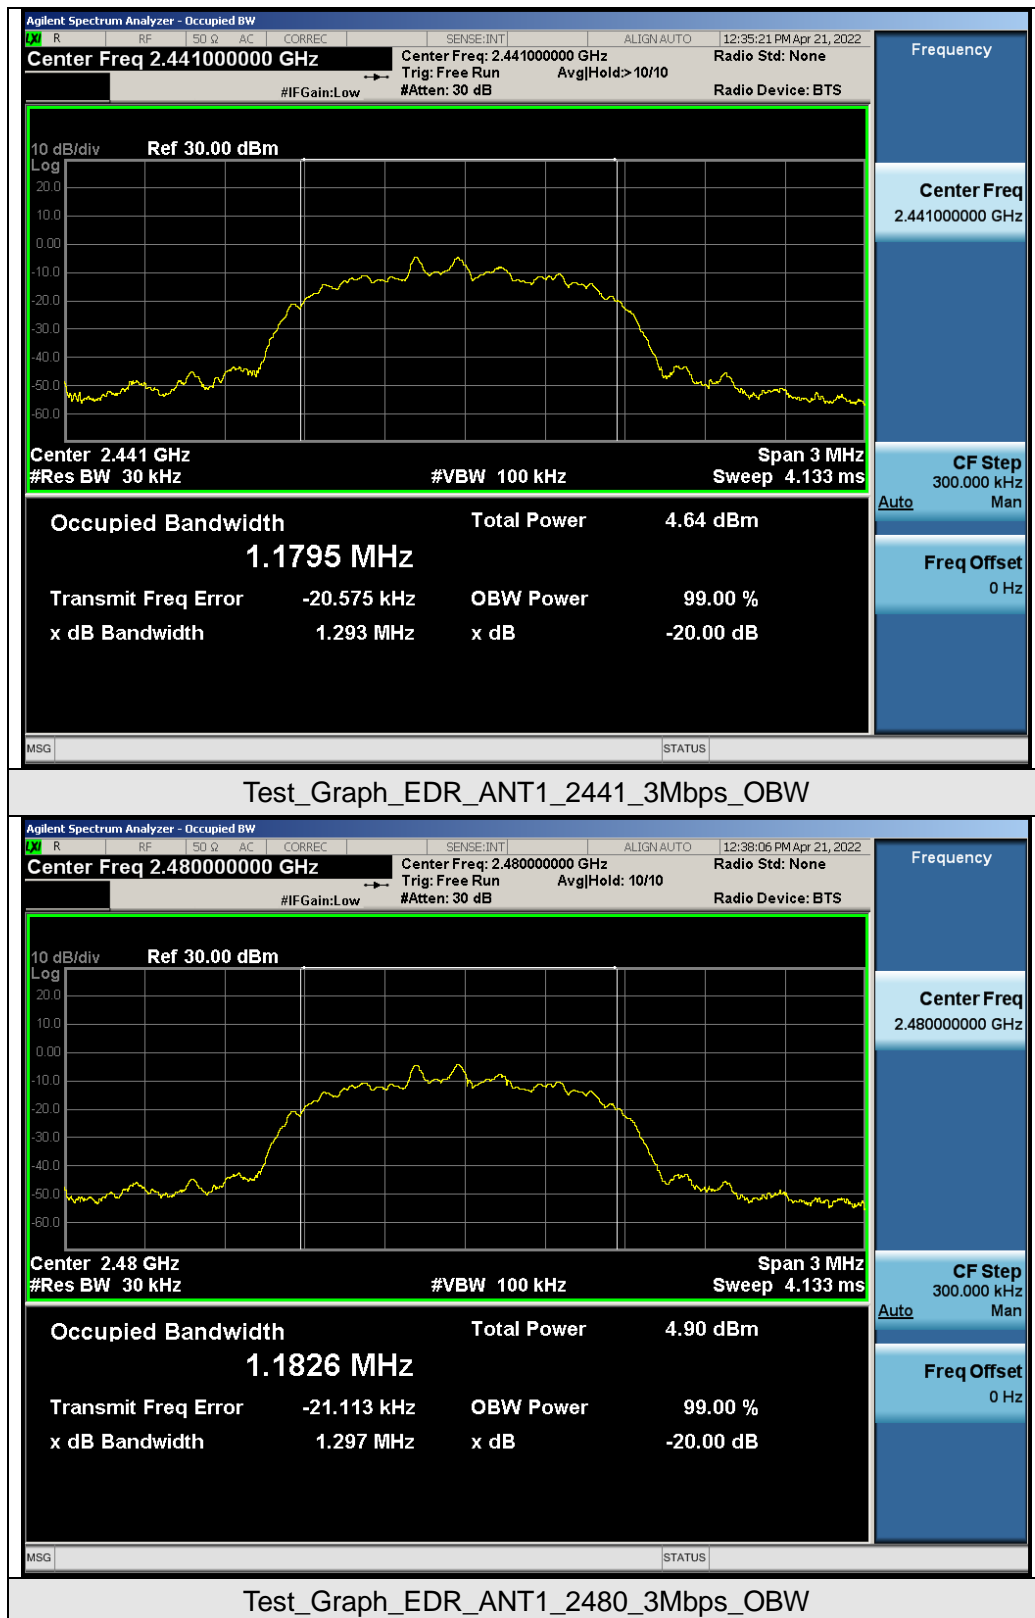 Agilent Spectrum Analyzer - Occupied BW
LXI R RF 50 Ω AC CORREC SENSE:INT ALIGN AUTO 12:35:21 PM Apr 21, 2022
Center Freq 2.441000000 GHz
Center Freq: 2.441000000 GHz
Radio Std: None
Trig: Free Run Avg|Hold:> 10/10
#IFGain:Low #Atten: 30 dB Radio Device: BTS
Frequency
10 dB/div Ref 30.00 dBm
Log
20.0
10.0
0.00
-10.0
-20.0
-30.0
-40.0
-50.0
-60.0
Center 2.441 GHz Span 3 MHz
#Res BW 30 kHz #VBW 100 kHz Sweep 4.133 ms
Center Freq
2.441000000 GHz
CF Step
300.000 kHz
Auto Man
Freq Offset
0 Hz
Occupied Bandwidth Total Power 4.64 dBm
1.1795 MHz
Transmit Freq Error -20.575 kHz OBW Power 99.00 %
x dB Bandwidth 1.293 MHz x dB -20.00 dB
MSG STATUS
Test_Graph_EDR_ANT1_2441_3Mbps_OBW
Agilent Spectrum Analyzer - Occupied BW
LXI R RF 50 Ω AC CORREC SENSE:INT ALIGN AUTO 12:38:06 PM Apr 21, 2022
Center Freq 2.480000000 GHz
Center Freq: 2.480000000 GHz
Radio Std: None
Trig: Free Run Avg|Hold: 10/10
#IFGain:Low #Atten: 30 dB Radio Device: BTS
Frequency
10 dB/div Ref 30.00 dBm
Log
20.0
10.0
0.00
-10.0
-20.0
-30.0
-40.0
-50.0
-60.0
Center 2.48 GHz Span 3 MHz
#Res BW 30 kHz #VBW 100 kHz Sweep 4.133 ms
Center Freq
2.480000000 GHz
CF Step
300.000 kHz
Auto Man
Freq Offset
0 Hz
Occupied Bandwidth Total Power 4.90 dBm
1.1826 MHz
Transmit Freq Error -21.113 kHz OBW Power 99.00 %
x dB Bandwidth 1.297 MHz x dB -20.00 dB
MSG STATUS
Test_Graph_EDR_ANT1_2480_3Mbps_OBW